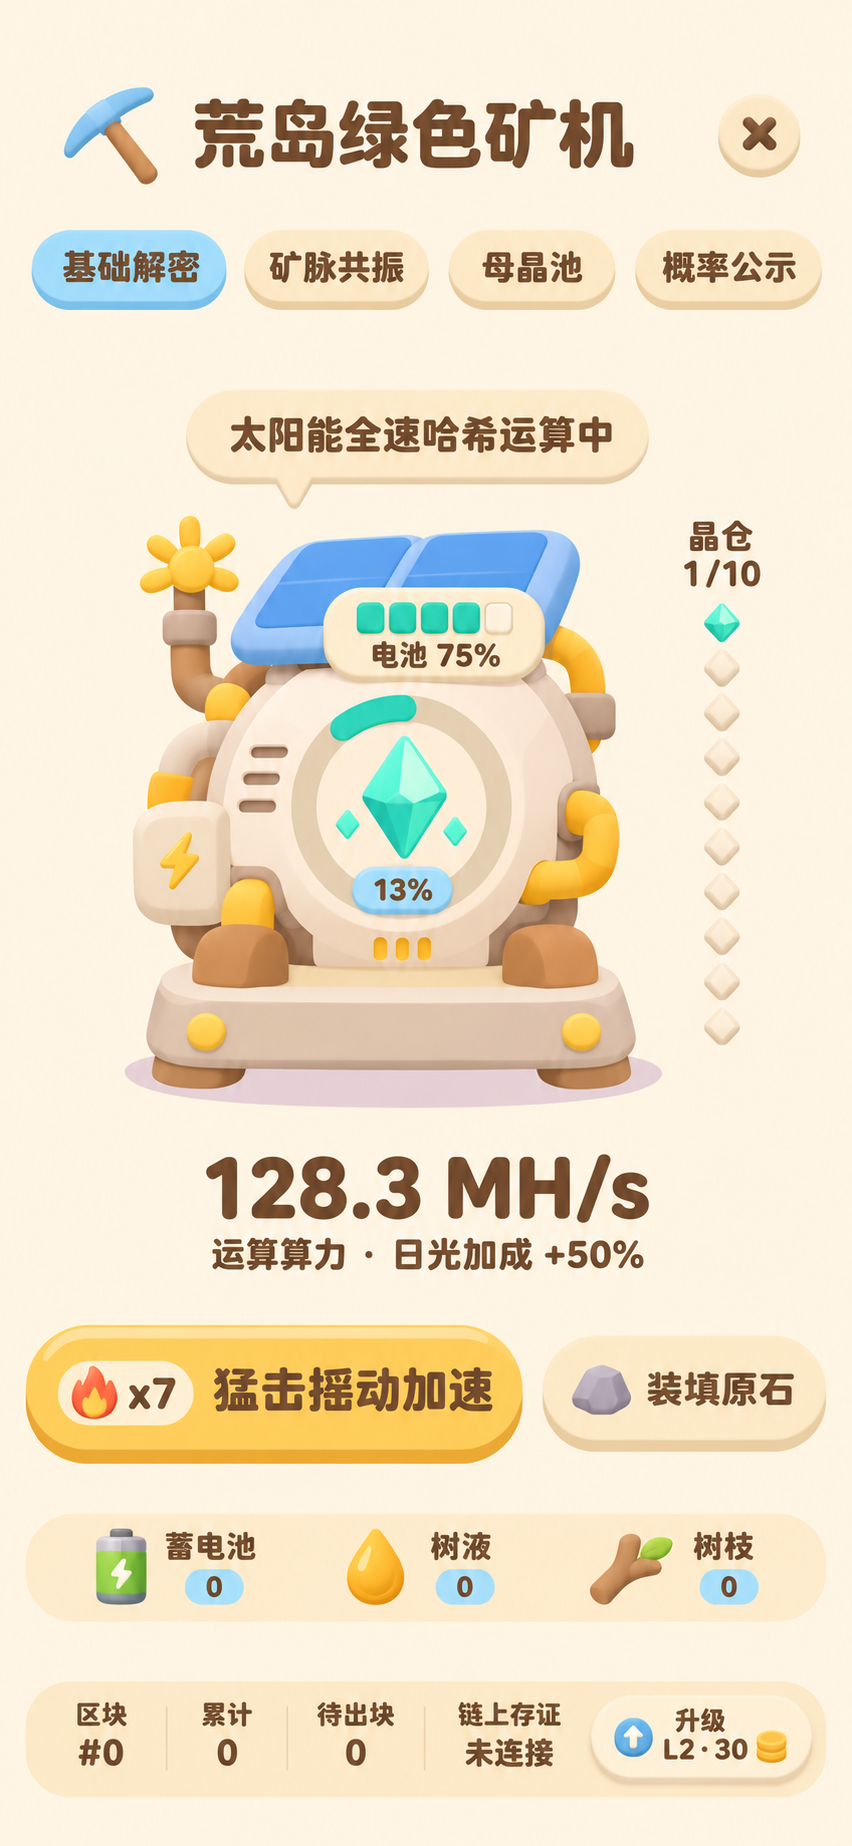 荒岛绿色矿机
基础解密
矿脉共振
母晶池
概率公示
太阳能全速哈希运算中
晶仓
1/10
电池 75%
13%
128.3 MH/s
运算算力 · 日光加成 +50%
x7 猛击摇动加速
装填原石
蓄电池
0
树液
0
树枝
0
区块
#0
累计
0
待出块
0
链上存证
未连接
升级
L2·30